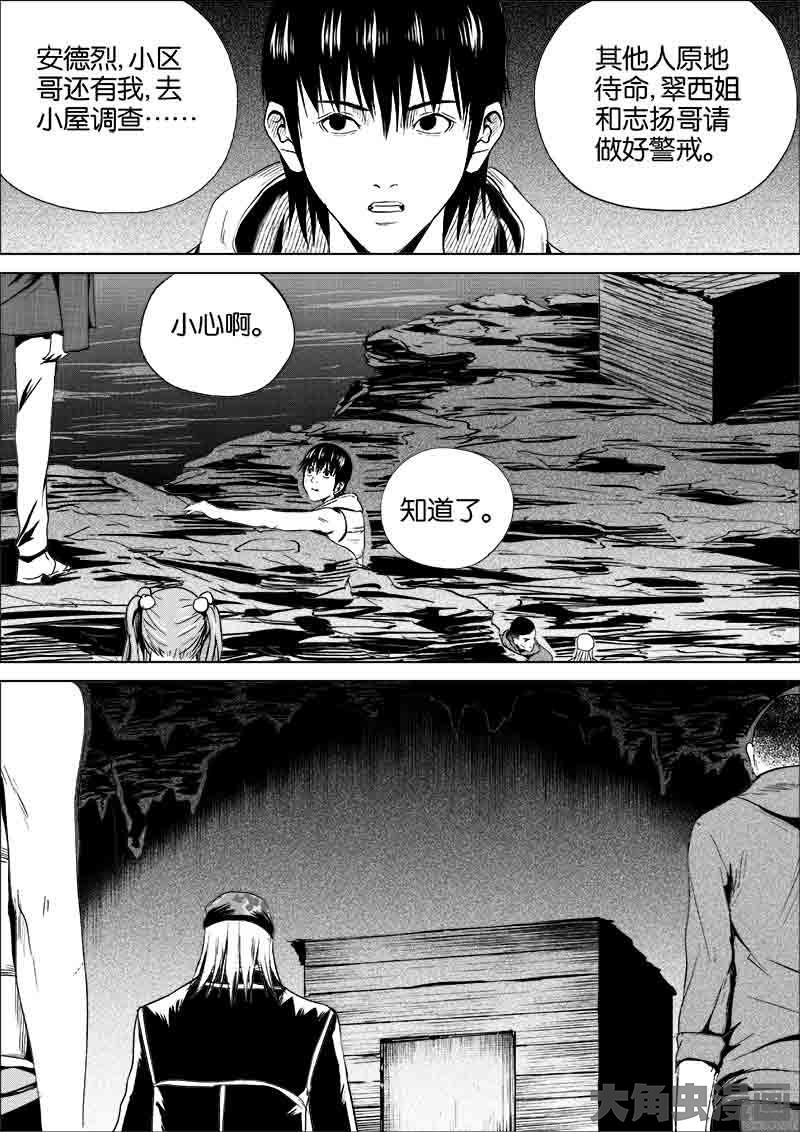 安德烈，小区
哥还有我，去
小屋调查……
其他人原地
待命，翠西姐
和志扬哥请
做好警戒。
小心啊。
知道了。
大角虫漫画